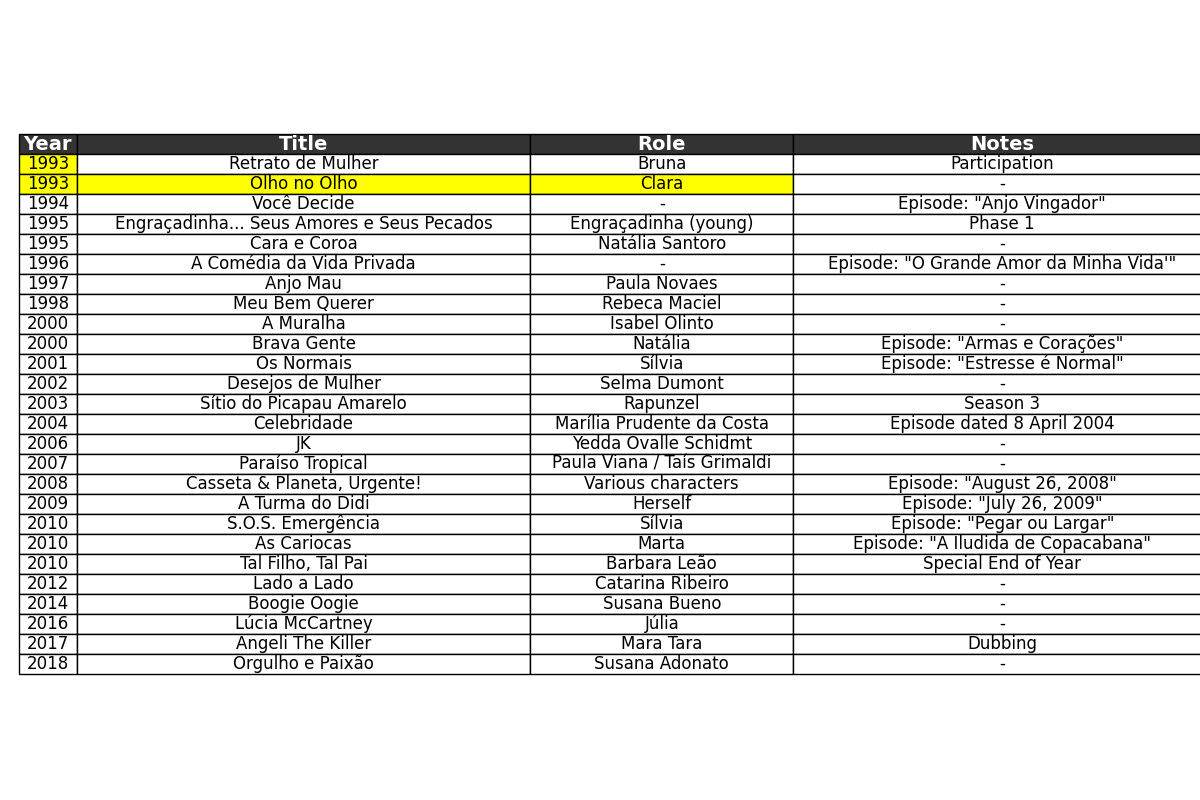 Year Title Role Notes
1993 Retrato de Mulher Bruna Participation
1993 Olho no Olho Clara -
1994 Você Decide - Episode: "Anjo Vingador"
1995 Engraçadinha... Seus Amores e Seus Pecados Engraçadinha (young) Phase 1
1995 Cara e Coroa Natália Santoro -
1996 A Comédia da Vida Privada - Episode: "O Grande Amor da Minha Vida'"
1997 Anjo Mau Paula Novaes -
1998 Meu Bem Querer Rebeca Maciel -
2000 A Muralha Isabel Olinto -
2000 Brava Gente Natália Episode: "Armas e Corações"
2001 Os Normais Sílvia Episode: "Estresse é Normal"
2002 Desejos de Mulher Selma Dumont -
2003 Sítio do Picapau Amarelo Rapunzel Season 3
2004 Celebridade Marília Prudente da Costa Episode dated 8 April 2004
2006 JK Yedda Ovalle Schidmt -
2007 Paraíso Tropical Paula Viana / Taís Grimaldi -
2008 Casseta & Planeta, Urgente! Various characters Episode: "August 26, 2008"
2009 A Turma do Didi Herself Episode: "July 26, 2009"
2010 S.O.S. Emergência Sílvia Episode: "Pegar ou Largar"
2010 As Cariocas Marta Episode: "A Iludida de Copacabana"
2010 Tal Filho, Tal Pai Barbara Leão Special End of Year
2012 Lado a Lado Catarina Ribeiro -
2014 Boogie Oogie Susana Bueno -
2016 Lúcia McCartney Júlia -
2017 Angeli The Killer Mara Tara Dubbing
2018 Orgulho e Paixão Susana Adonato -